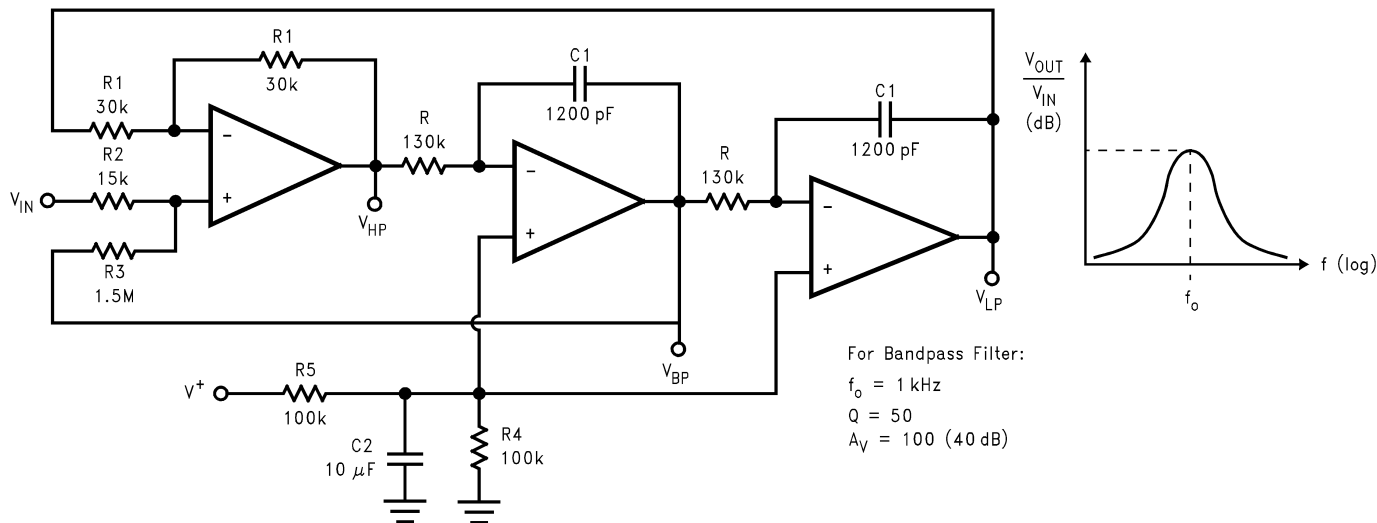 R1
30k
R1
30k
R2
15k
V_IN
R3
1.5M
−
+
V_HP
R
130k
C1
1200 pF
−
+
V_BP
R
130k
C1
1200 pF
−
+
V_LP
V+
R5
100k
C2
10 μF
R4
100k
For Bandpass Filter:
f_o = 1 kHz
Q = 50
A_V = 100 (40 dB)
V_OUT
V_IN
(dB)
f (log)
f_o